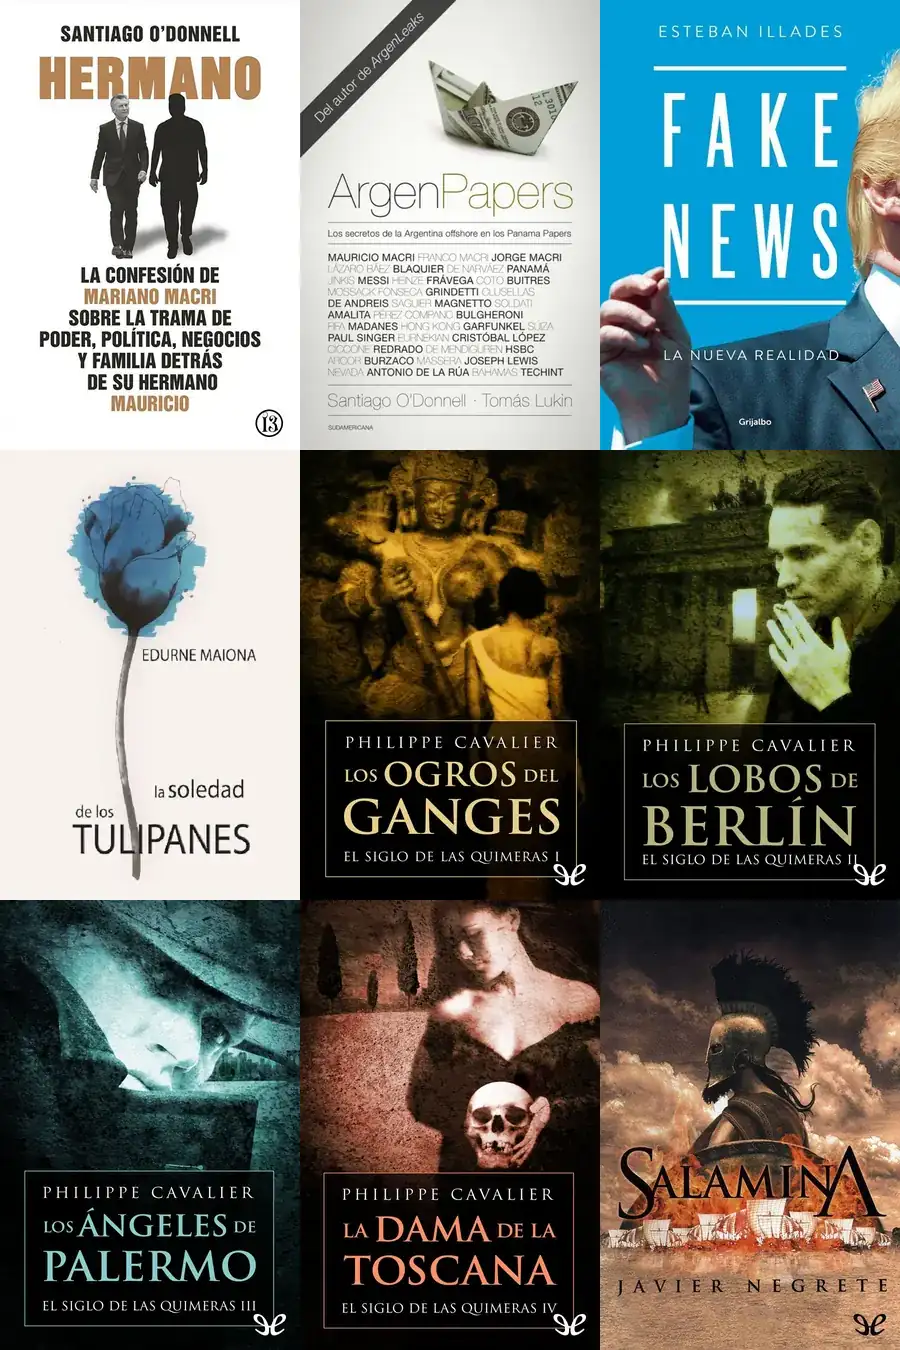 SANTIAGO O'DONNELL
HERMANO
LA CONFESIÓN DE
MARIANO MACRI
SOBRE LA TRAMA DE
PODER, POLÍTICA, NEGOCIOS
Y FAMILIA DETRÁS
DE SU HERMANO
MAURICIO
13
Del autor de ArgenLeaks
ArgenPapers
Los secretos de la Argentina offshore en los Panama Papers
MAURICIO MACRI FRANCO MACRI JORGE MACRI
LÁZARO BÁEZ BLAQUIER DE NARVÁEZ PANAMÁ
JINKIS MESSI HEINZE FRÁVEGA COTO BUITRES
MOSSACK FONSECA GRINDETTI OLUSELLAS
DE ANDREIS SAGUIER MAGNETTO SOLDATI
AMALITA PÉREZ COMPANC BULGHERONI
FIFA MADANES HONG KONG GARFUNKEL SUIZA
PAUL SINGER EURNEKIAN CRISTÓBAL LÓPEZ
CICCONE REDRADO DE MENDIGUREN HSBC
ARCOR BURZACO MASSERA JOSEPH LEWIS
NEVADA ANTONIO DE LA RÚA BAHAMAS TECHINT
Santiago O'Donnell · Tomás Lukin
SUDAMERICANA
ESTEBAN ILLADES
FAKE
NEWS
LA NUEVA REALIDAD
Grijalbo
EDURNE MAIONA
la soledad
de los
TULIPANES
PHILIPPE CAVALIER
LOS OGROS DEL
GANGES
EL SIGLO DE LAS QUIMERAS I
PHILIPPE CAVALIER
LOS LOBOS DE
BERLÍN
EL SIGLO DE LAS QUIMERAS II
PHILIPPE CAVALIER
LOS ÁNGELES DE
PALERMO
EL SIGLO DE LAS QUIMERAS III
PHILIPPE CAVALIER
LA DAMA DE LA
TOSCANA
EL SIGLO DE LAS QUIMERAS IV
SALAMINA
JAVIER NEGRETE